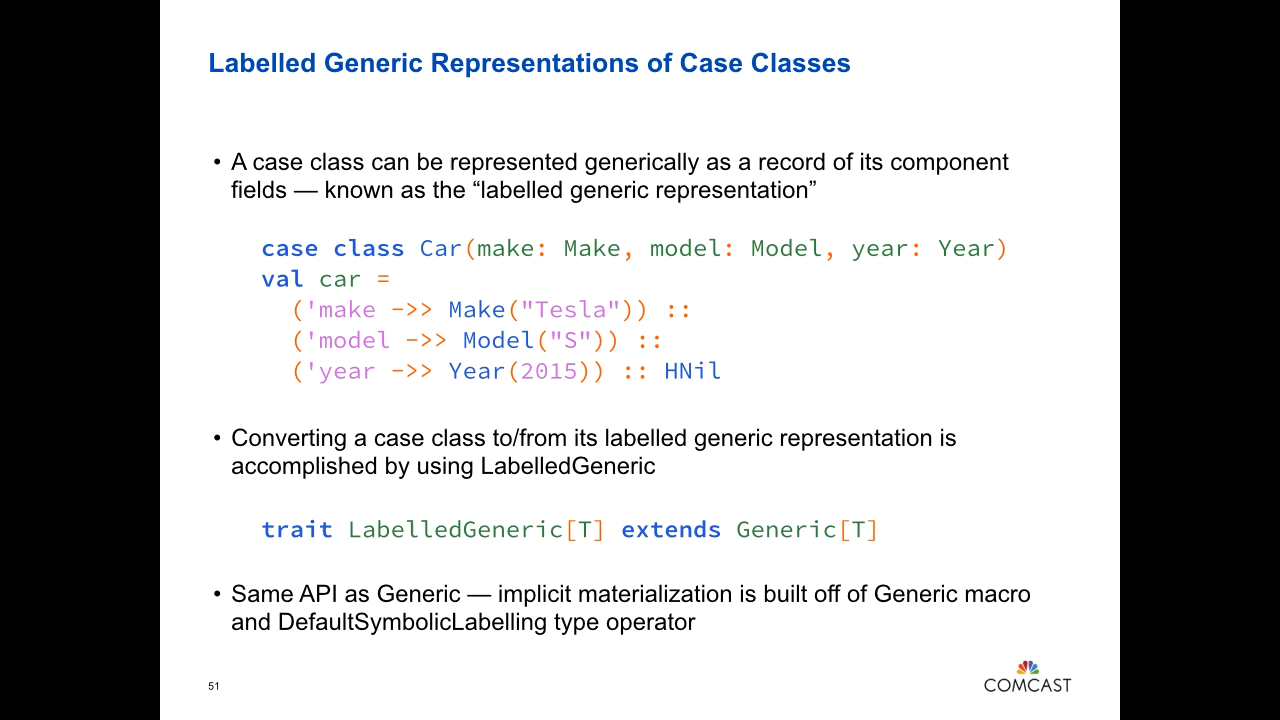 Labelled Generic Representations of Case Classes
• A case class can be represented generically as a record of its component
fields — known as the “labelled generic representation”
case class Car(make: Make, model: Model, year: Year)
val car =
('make ->> Make("Tesla")) ::
('model ->> Model("S")) ::
('year ->> Year(2015)) :: HNil
• Converting a case class to/from its labelled generic representation is
accomplished by using LabelledGeneric
trait LabelledGeneric[T] extends Generic[T]
• Same API as Generic — implicit materialization is built off of Generic macro
and DefaultSymbolicLabelling type operator
51
COMCAST